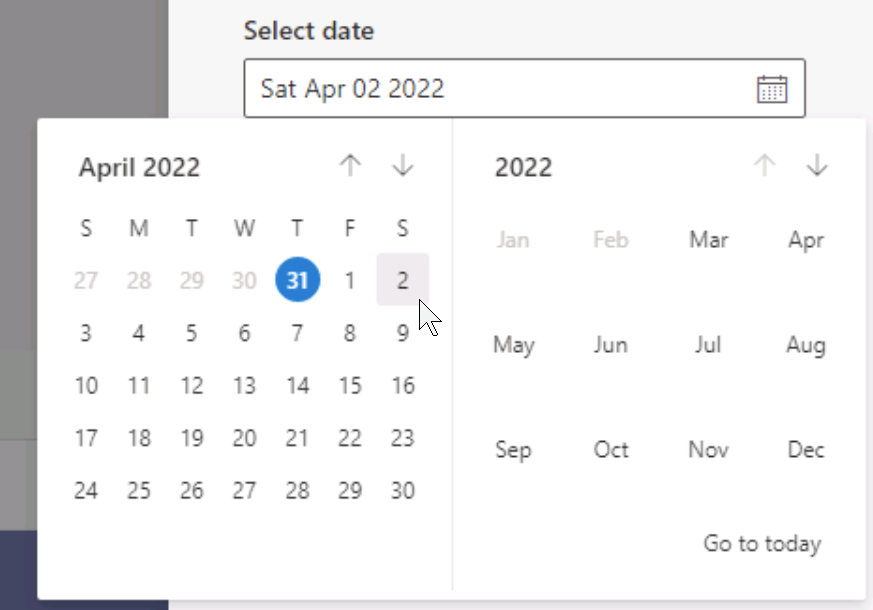 Select date
Sat Apr 02 2022
April 2022
S M T W T F S
27 28 29 30 31 1 2
3 4 5 6 7 8 9
10 11 12 13 14 15 16
17 18 19 20 21 22 23
24 25 26 27 28 29 30
2022
Jan Feb Mar Apr
May Jun Jul Aug
Sep Oct Nov Dec
Go to today